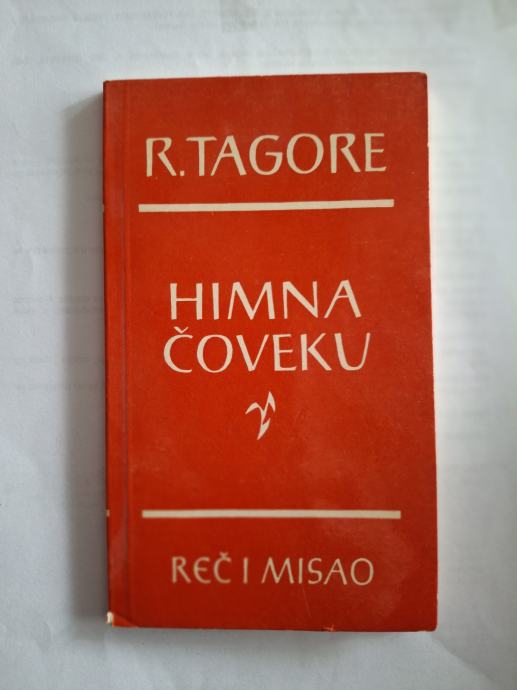 R. TAGORE
HIMNA
ČOVEKU
REČ I MISAO